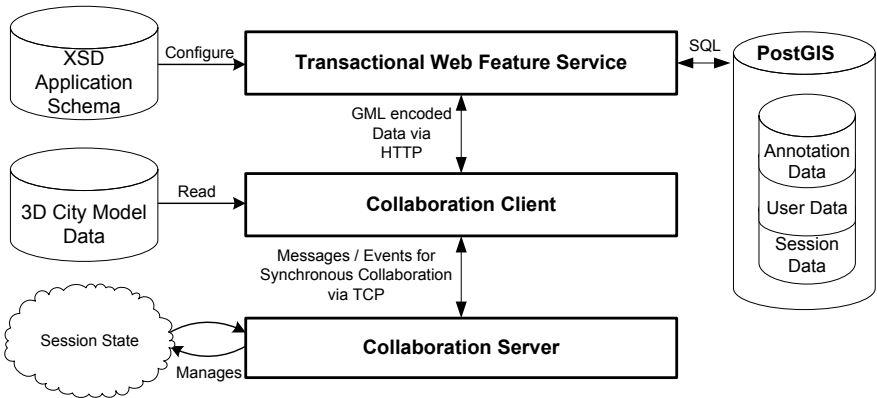 XSD
Application
Schema
Configure
Transactional Web Feature Service
SQL
PostGIS
GML encoded
Data via
HTTP
Annotation
Data
User Data
Session
Data
3D City Model
Data
Read
Collaboration Client
Messages / Events for
Synchronous Collaboration
via TCP
Session State
Manages
Collaboration Server